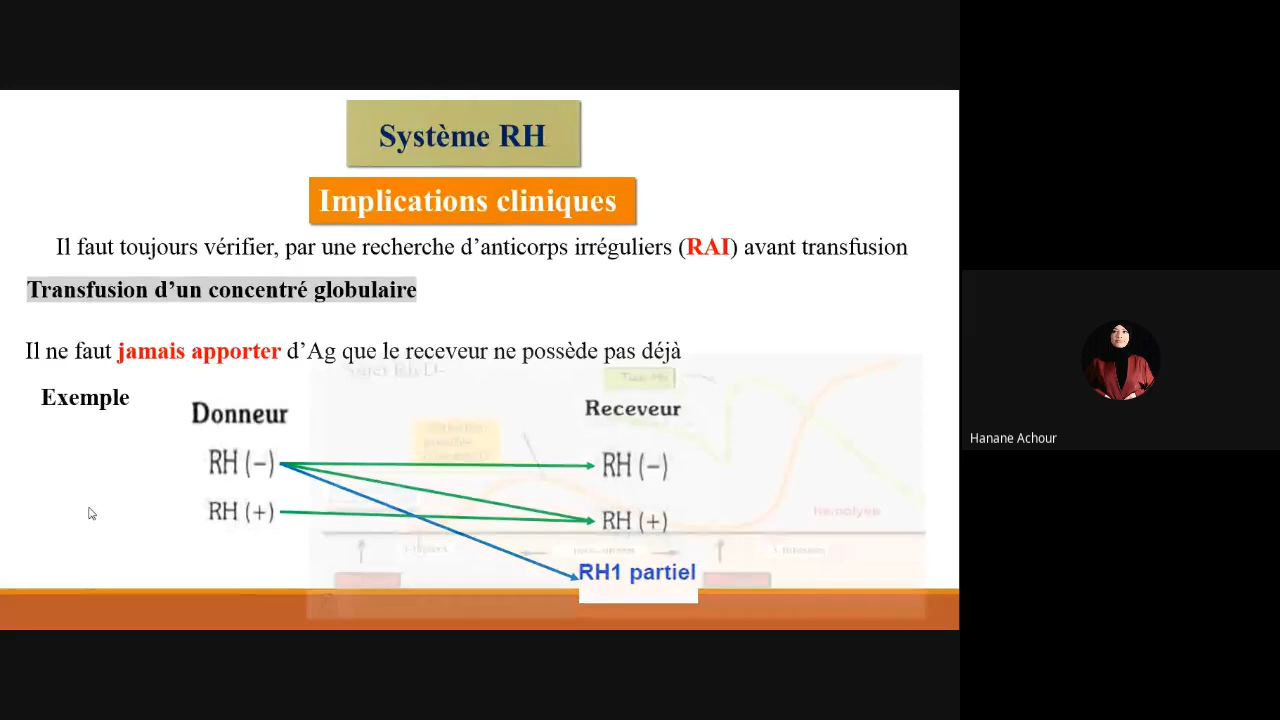 Système RH
Implications cliniques
Il faut toujours vérifier, par une recherche d’anticorps irréguliers (RAI) avant transfusion
Transfusion d’un concentré globulaire
Il ne faut jamais apporter d’Ag que le receveur ne possède pas déjà
Exemple
Donneur
Receveur
RH (−)
RH (−)
RH (+)
RH (+)
RH1 partiel
Hémolyse
Hanane Achour